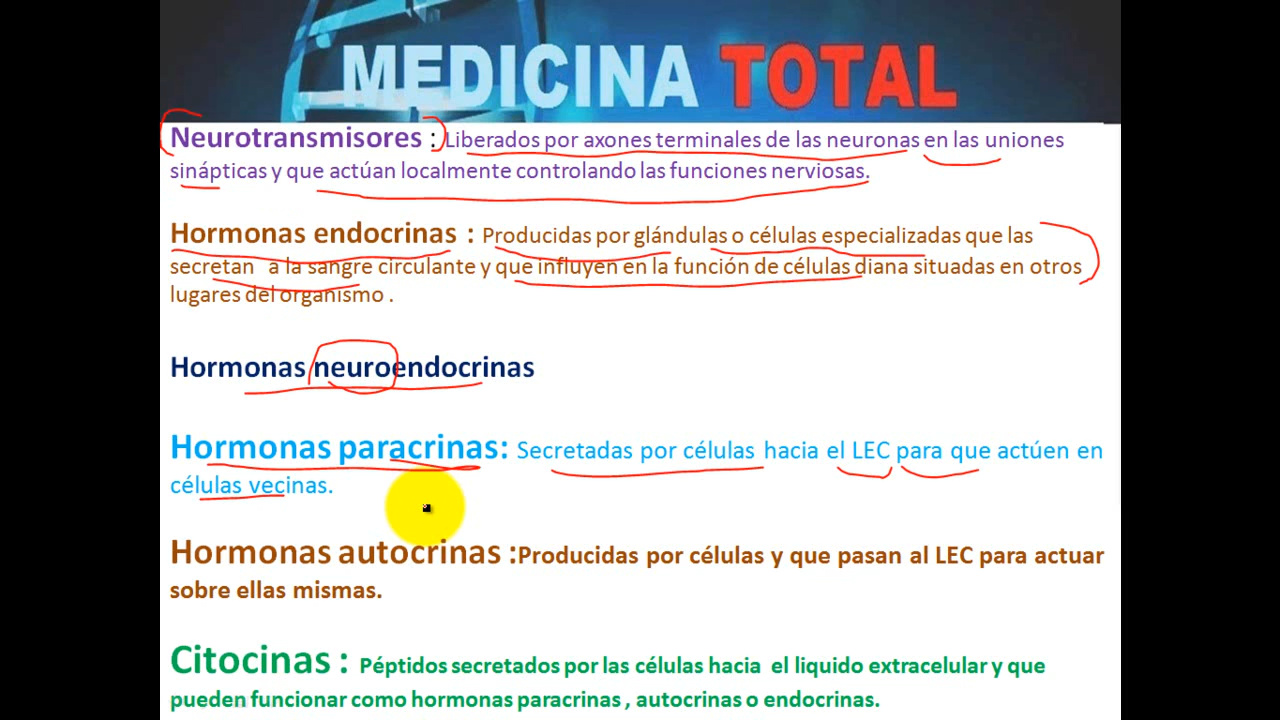 MEDICINA TOTAL
Neurotransmisores : Liberados por axones terminales de las neuronas en las uniones
sinápticas y que actúan localmente controlando las funciones nerviosas.
Hormonas endocrinas : Producidas por glándulas o células especializadas que las
secretan a la sangre circulante y que influyen en la función de células diana situadas en otros
lugares del organismo .
Hormonas neuroendocrinas
Hormonas paracrinas: Secretadas por células hacia el LEC para que actúen en
células vecinas.
Hormonas autocrinas :Producidas por células y que pasan al LEC para actuar
sobre ellas mismas.
Citocinas : Péptidos secretados por las células hacia el liquido extracelular y que
pueden funcionar como hormonas paracrinas , autocrinas o endocrinas.